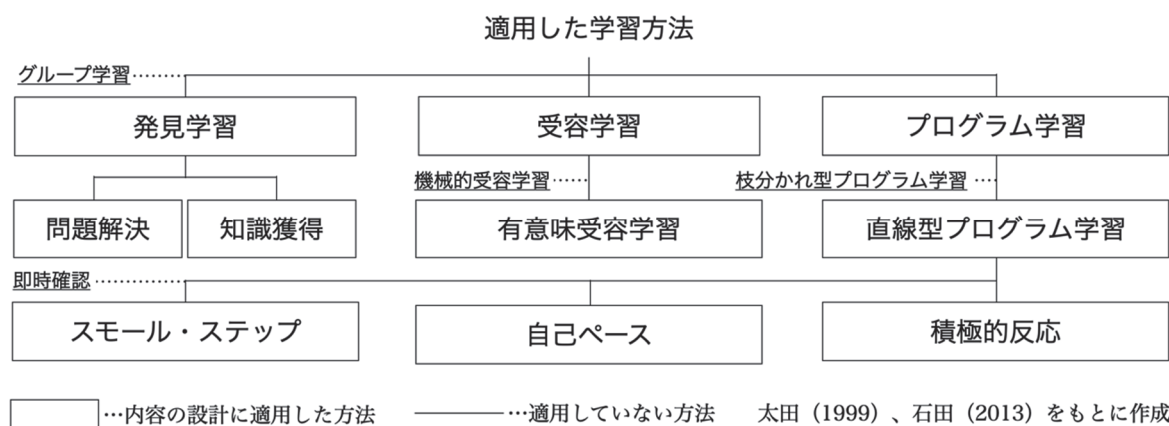 適用した学習方法
グループ学習……
発見学習 受容学習 プログラム学習
機械的受容学習…… 枝分かれ型プログラム学習…
問題解決 知識獲得 有意味受容学習 直線型プログラム学習
即時確認……………
スモール・ステップ 自己ペース 積極的反応
…内容の設計に適用した方法 …適用していない方法 太田（1999）、石田（2013）をもとに作成